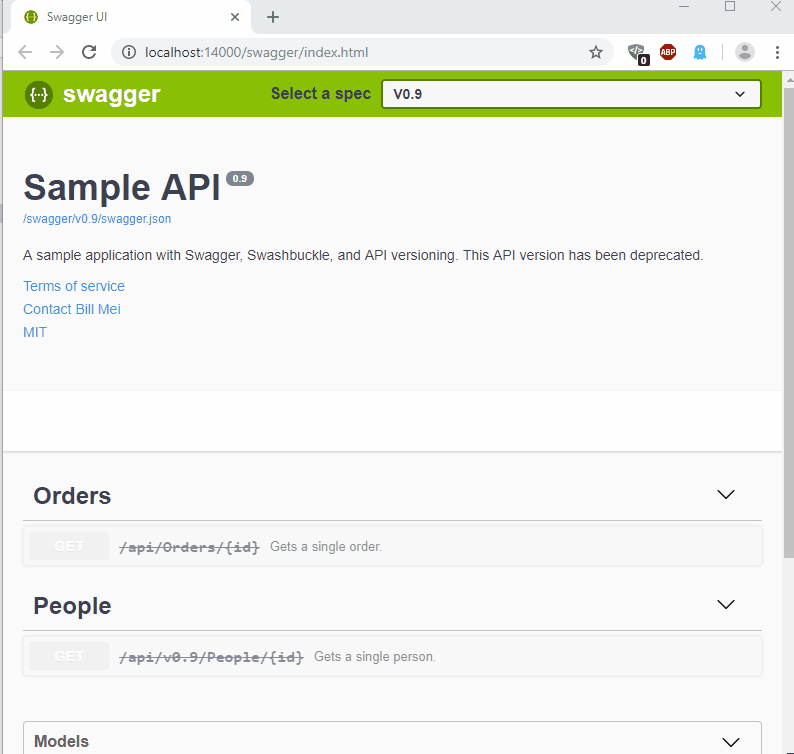 Swagger UI
localhost:14000/swagger/index.html
0
ABP
{··} swagger
Select a spec
V0.9
Sample API 0.9
/swagger/v0.9/swagger.json
A sample application with Swagger, Swashbuckle, and API versioning. This API version has been deprecated.
Terms of service
Contact Bill Mei
MIT
Orders
GET /api/Orders/{id} Gets a single order.
People
GET /api/v0.9/People/{id} Gets a single person.
Models